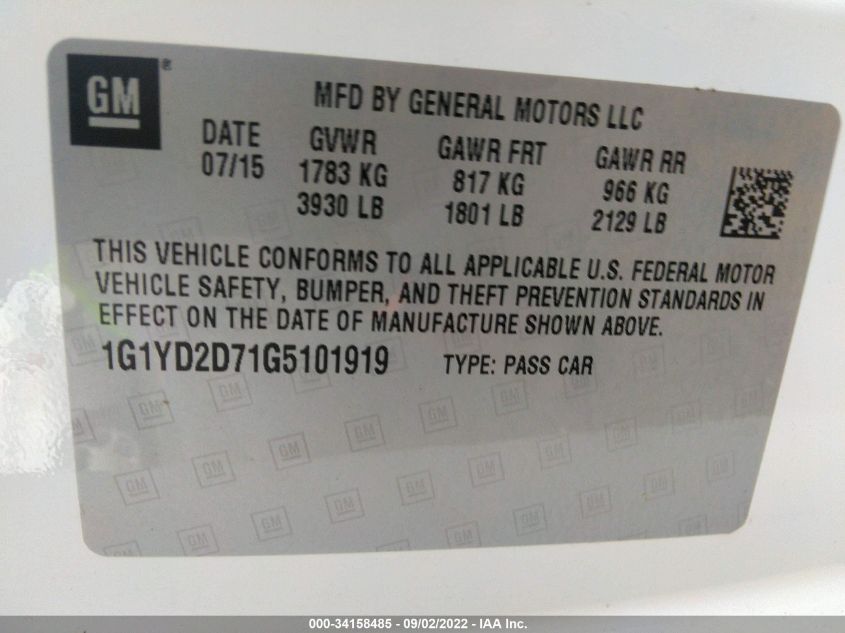 GM®
MFD BY GENERAL MOTORS LLC
DATE GVWR GAWR FRT GAWR RR
07/15 1783 KG 817 KG 966 KG
3930 LB 1801 LB 2129 LB
THIS VEHICLE CONFORMS TO ALL APPLICABLE U.S. FEDERAL MOTOR
VEHICLE SAFETY, BUMPER, AND THEFT PREVENTION STANDARDS IN
EFFECT ON THE DATE OF MANUFACTURE SHOWN ABOVE.
1G1YD2D71G5101919 TYPE: PASS CAR
000-34158485 - 09/02/2022 - IAA Inc.